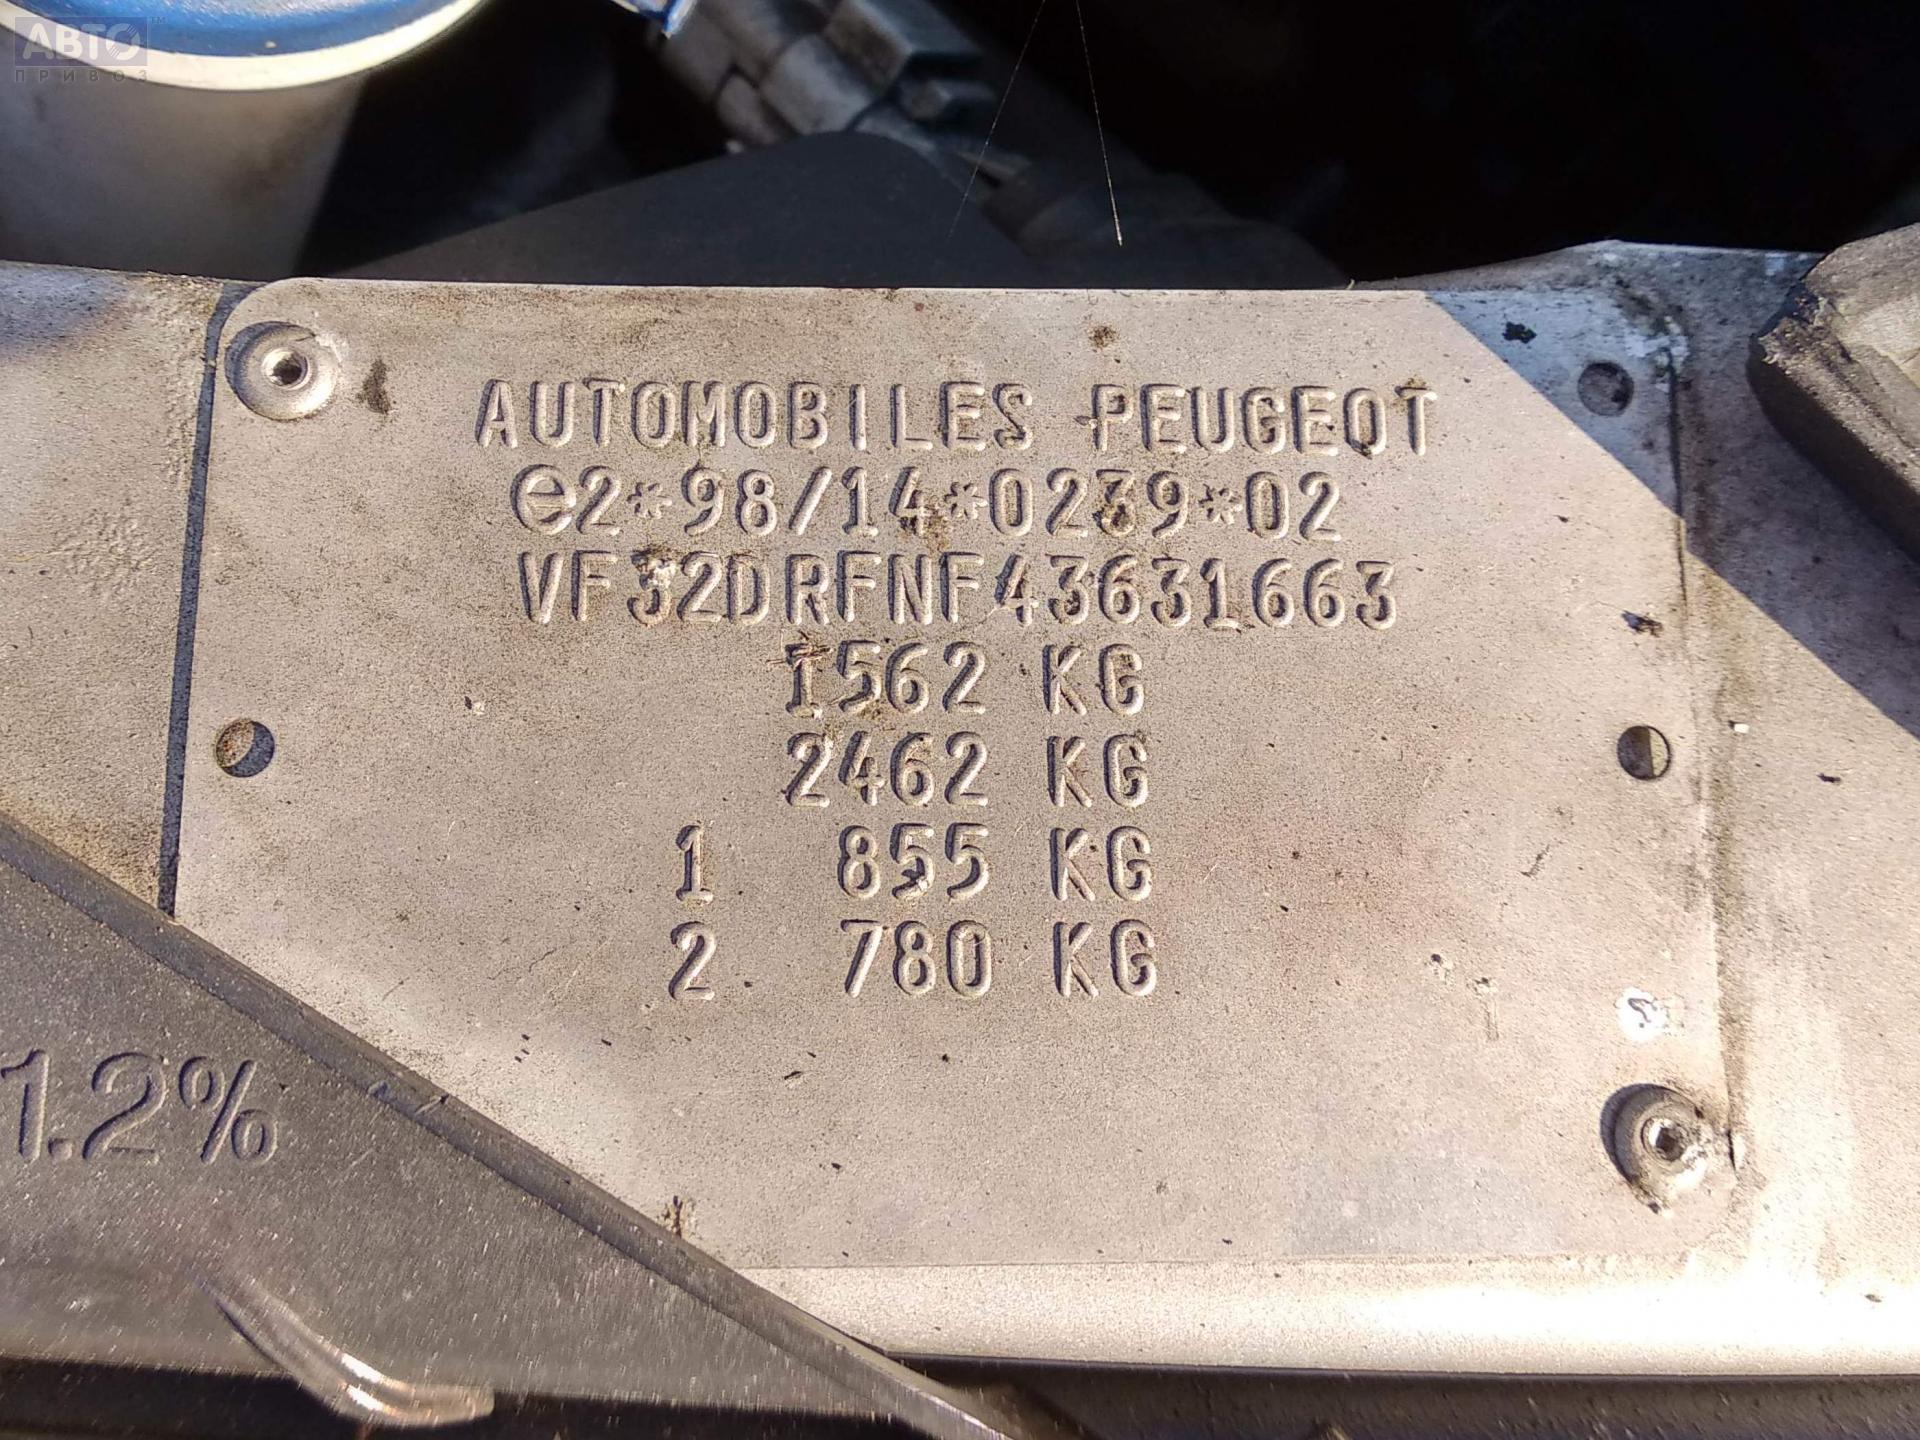 АВТО™
ПРИВОЗ
AUTOMOBILES PEUGEOT
e2*98/14*0239*02
VF32DRFNF43631663
1562 KG
2462 KG
1 855 KG
2 780 KG
1.2%